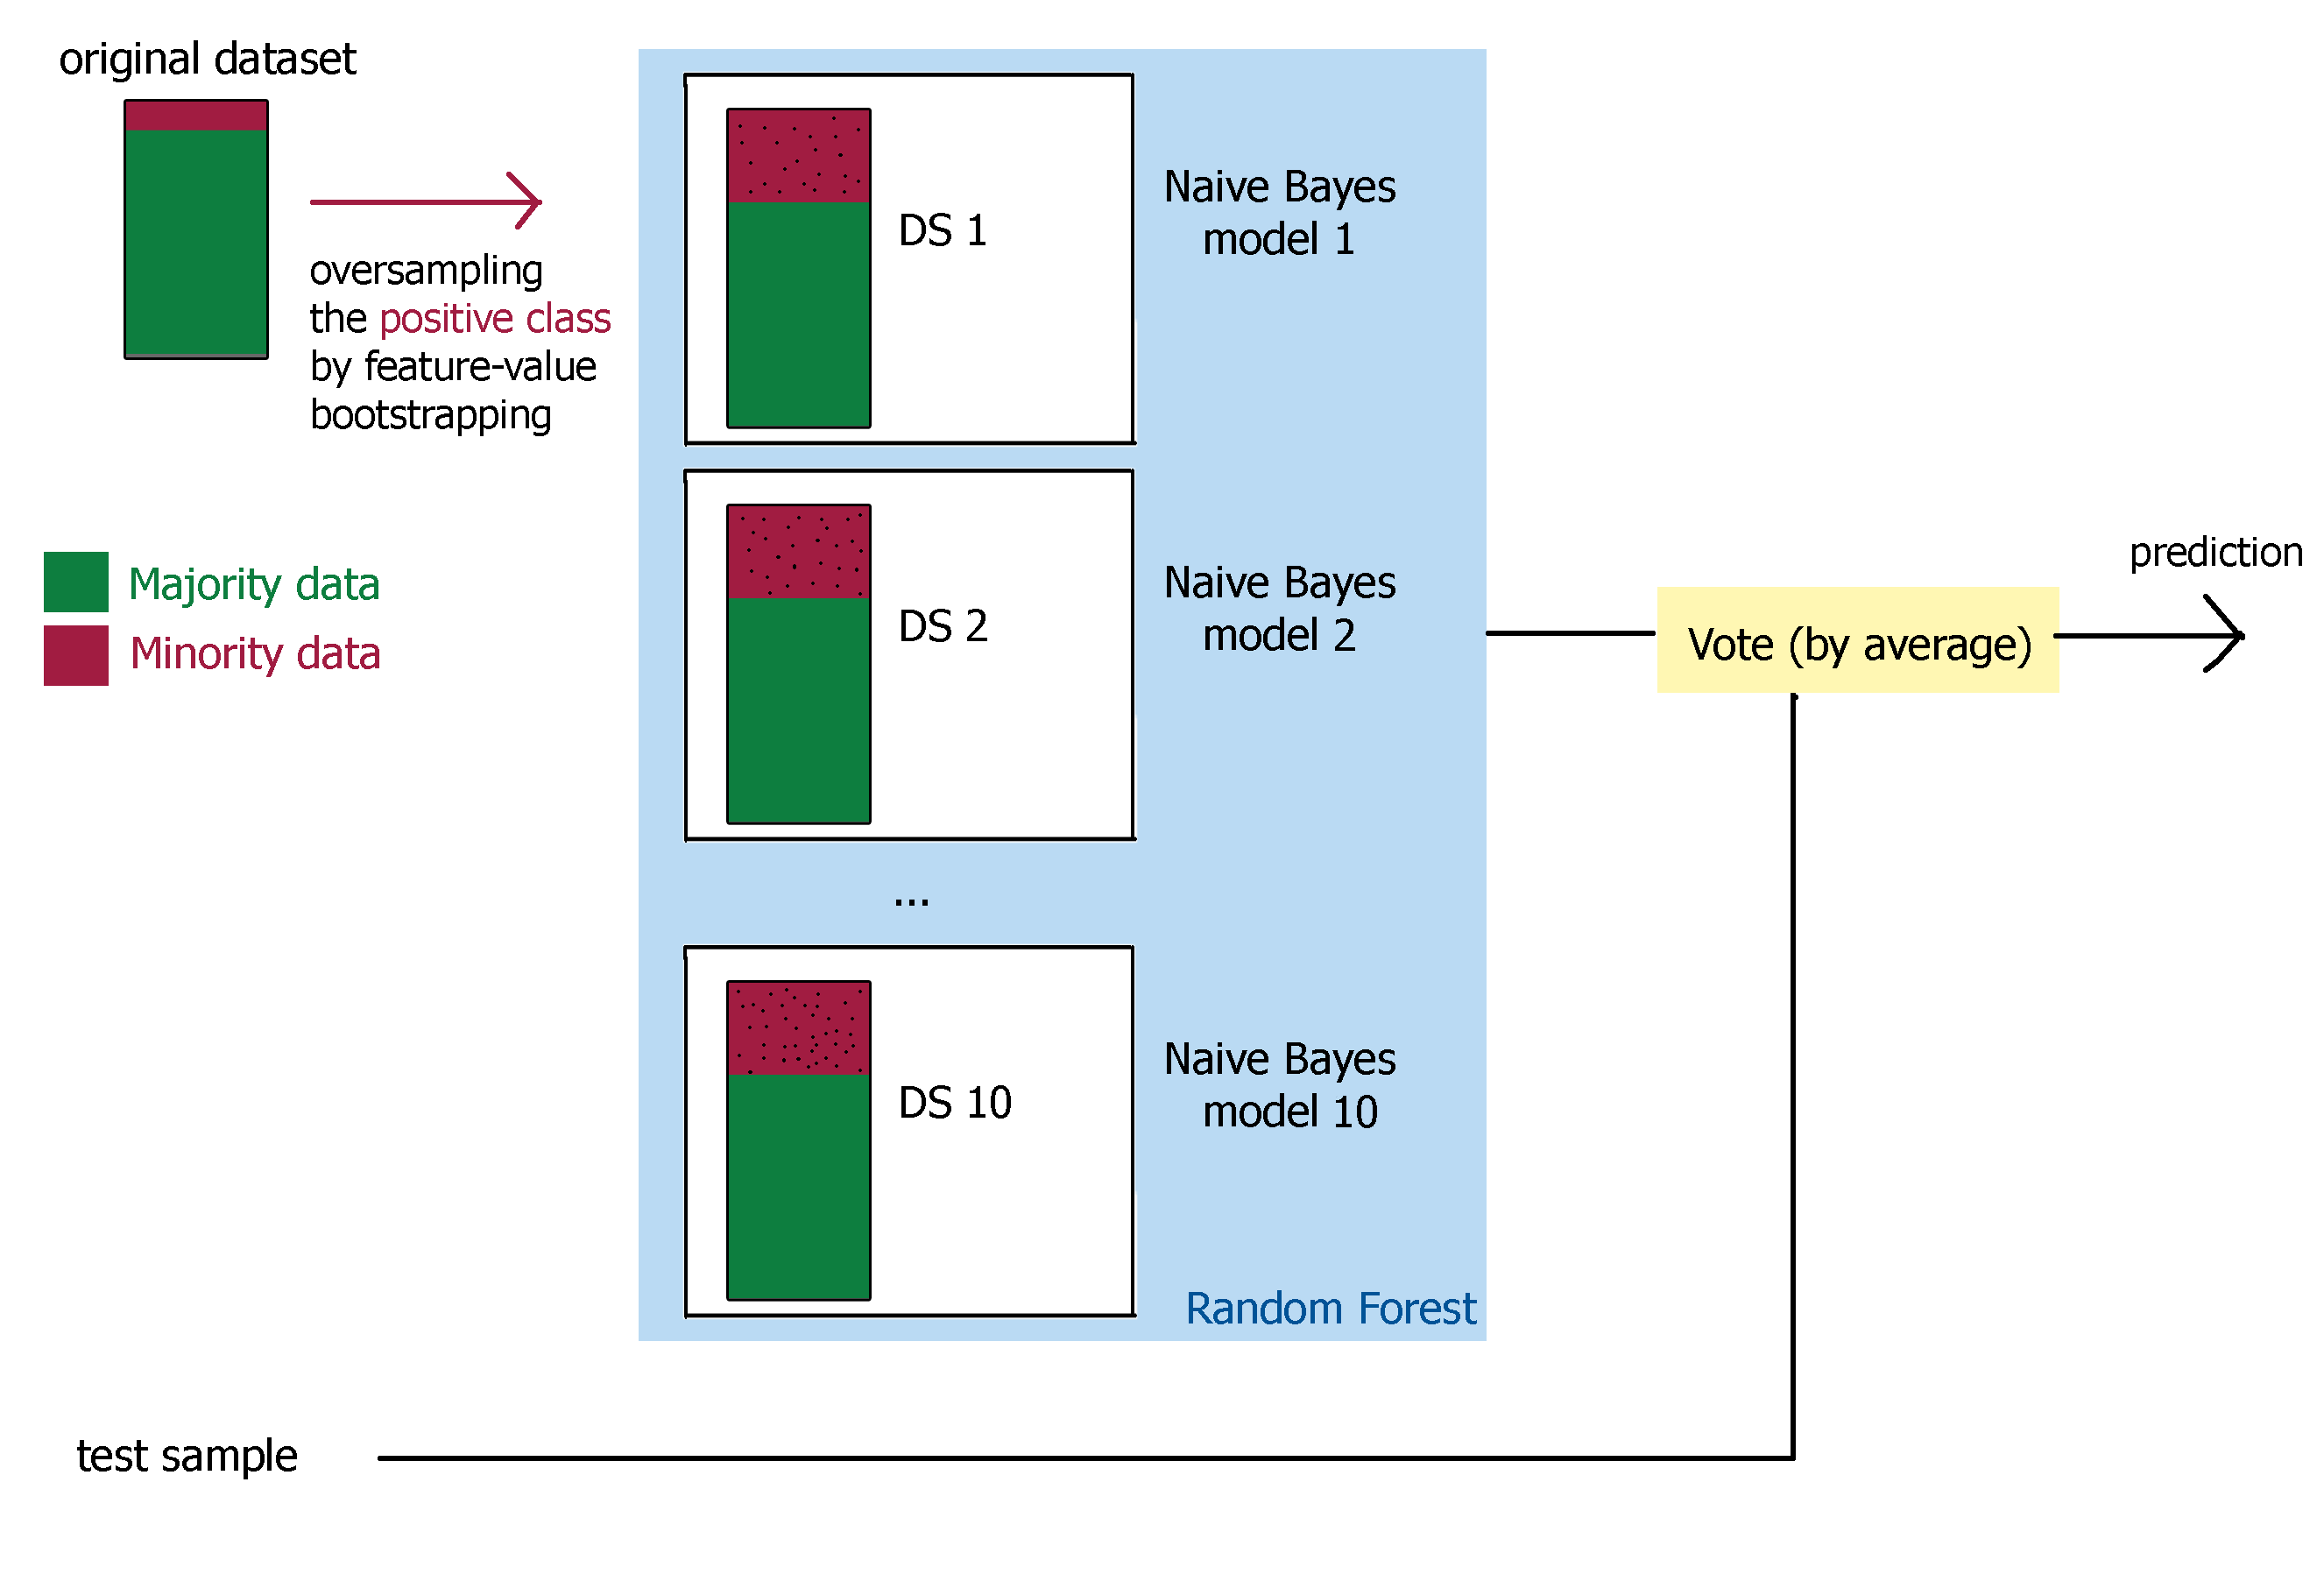 original dataset
oversampling
the positive class
by feature-value
bootstrapping
Majority data
Minority data
DS 1
Naive Bayes
model 1
DS 2
Naive Bayes
model 2
...
DS 10
Naive Bayes
model 10
Random Forest
Vote (by average)
prediction
test sample